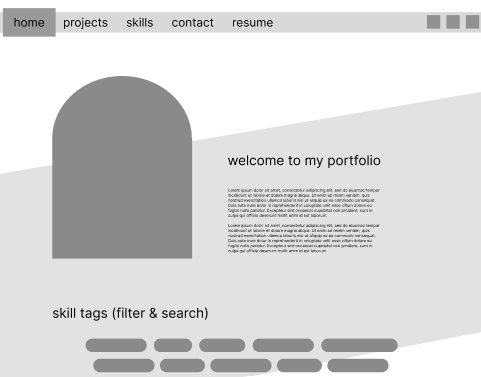 home projects skills contact resume
welcome to my portfolio
Lorem ipsum dolor sit amet, consectetur adipiscing elit, sed do eiusmod tempor
incididunt ut labore et dolore magna aliqua. Ut enim ad minim veniam, quis
nostrud exercitation ullamco laboris nisi ut aliquip ex ea commodo consequat.
Duis aute irure dolor in reprehenderit in voluptate velit esse cillum dolore eu
fugiat nulla pariatur. Excepteur sint occaecat cupidatat non proident, sunt in
culpa qui officia deserunt mollit anim id est laborum.
Lorem ipsum dolor sit amet, consectetur adipiscing elit, sed do eiusmod tempor
incididunt ut labore et dolore magna aliqua. Ut enim ad minim veniam, quis
nostrud exercitation ullamco laboris nisi ut aliquip ex ea commodo consequat.
Duis aute irure dolor in reprehenderit in voluptate velit esse cillum dolore eu
fugiat nulla pariatur. Excepteur sint occaecat cupidatat non proident, sunt in
culpa qui officia deserunt mollit anim id est laborum.
skill tags (filter & search)